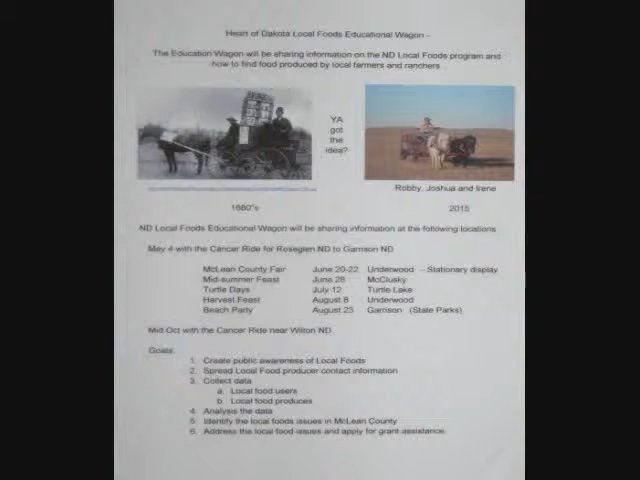 Heart of Dakota Local Foods Educational Wagon -
The Education Wagon will be sharing information on the ND Local Foods program and
how to find food produced by local farmers and ranchers
YA
got
the
idea?
Robby, Joshua and Irene
1880"s
2015
ND Local Foods Educational Wagon will be sharing information at the following locations
May 4 with the Cancer Ride for Roseglen ND to Garrison ND
McLean County Fair June 20-22 Underwood - Stationary display
Mid-summer Feast June 28 McClusky
Turtle Days July 12 Turtle Lake
Harvest Feast August 8 Underwood
Beach Party August 23 Garrison (State Parks)
Mid Oct with the Cancer Ride near Wilton ND
Goals:
1. Create public awareness of Local Foods
2. Spread Local Food producer contact information
3. Collect data
a. Local food users
b. Local food produces
4. Analysis the data
5. Identify the local foods issues in McLean County
6. Address the local food issues and apply for grant assistance